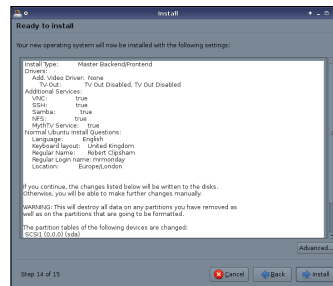 Install
Ready to install
Your new operating system will now be installed with the following settings:
Install Type: Master Backend/Frontend
Drivers:
Add. Video Driver: None
TV-Out: TV Out Disabled, TV Out Disabled
Additional Services:
VNC: true
SSH: true
Samba: true
NFS: true
MythTV Service: true
Normal Ubuntu Install Questions:
Language: English
Keyboard layout: United Kingdom
Regular Name: Robert Clipsham
Regular Login name: mrmonday
Location: Europe/London
If you continue, the changes listed below will be written to the disks.
Otherwise, you will be able to make further changes manually.
WARNING: This will destroy all data on any partitions you have removed as
well as on the partitions that are going to be formatted.
The partition tables of the following devices are changed:
SCSI1 (0,0,0) (sda)
Advanced...
Step 14 of 15
Cancel
Back
Install